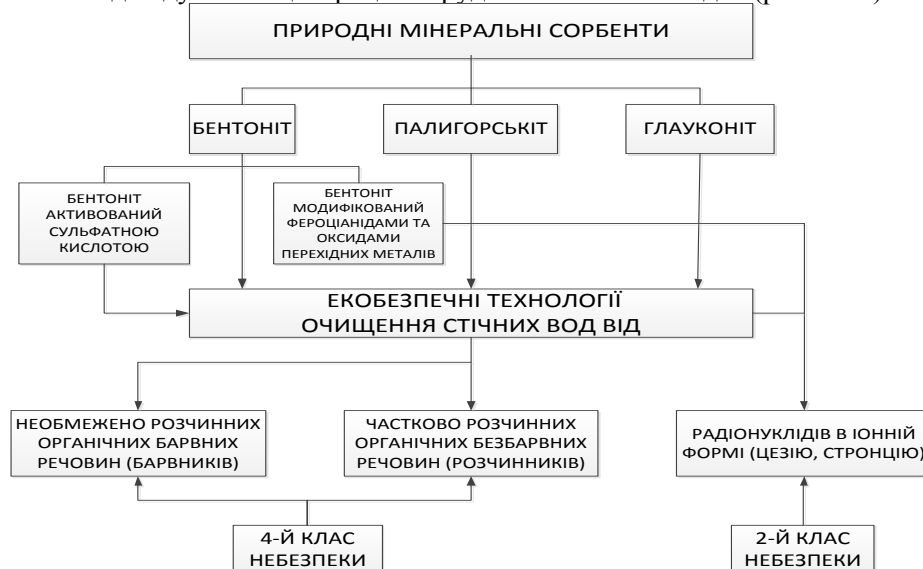 ПРИРОДНІ МІНЕРАЛЬНІ СОРБЕНТИ
БЕНТОНІТ
ПАЛИГОРСЬКІТ
ГЛАУКОНІТ
БЕНТОНІТ
АКТИВОВАНИЙ
СУЛЬФАТНОЮ
КИСЛОТОЮ
БЕНТОНІТ
МОДИФІКОВАНИЙ
ФЕРОЦІАНІДАМИ ТА
ОКСИДАМИ
ПЕРЕХІДНИХ МЕТАЛІВ
ЕКОБЕЗПЕЧНІ ТЕХНОЛОГІЇ
ОЧИЩЕННЯ СТІЧНИХ ВОД ВІД
НЕОБМЕЖЕНО РОЗЧИННИХ
ОРГАНІЧНИХ БАРВНИХ
РЕЧОВИН (БАРВНИКІВ)
ЧАСТКОВО РОЗЧИННИХ
ОРГАНІЧНИХ БЕЗБАРВНИХ
РЕЧОВИН (РОЗЧИННИКІВ)
РАДІОНУКЛІДІВ В ІОННІЙ
ФОРМІ (ЦЕЗІЮ, СТРОНЦІЮ)
4-Й КЛАС
НЕБЕЗПЕКИ
2-Й КЛАС
НЕБЕЗПЕКИ